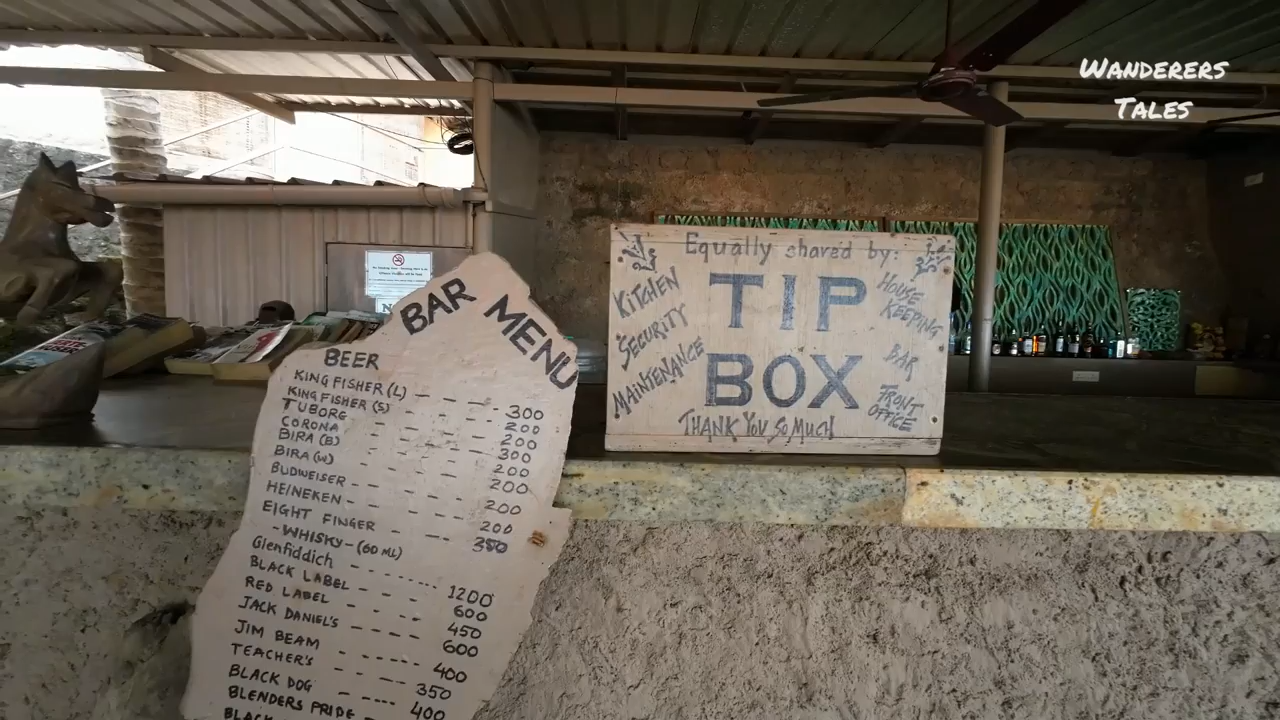 WANDERERS
TALES
BAR MENU
BEER
KING FISHER (L) 300
KING FISHER (S) 200
TUBORG 200
CORONA 300
BIRA (B) 200
BIRA (W) 200
BUDWEISER 200
HEINEKEN 200
EIGHT FINGER 350
- WHISKY - (60 ML)
Glenfiddich 1200
BLACK LABEL 600
RED LABEL 450
JACK DANIEL'S 600
JIM BEAM 400
TEACHER'S 350
BLACK DOG 400
BLENDERS PRIDE
BLACK
Equally shared by:
TIP
BOX
KITCHEN
SECURITY
MAINTENANCE
HOUSE
KEEPING
BAR
FRONT
OFFICE
THANK YOU SO MUCH